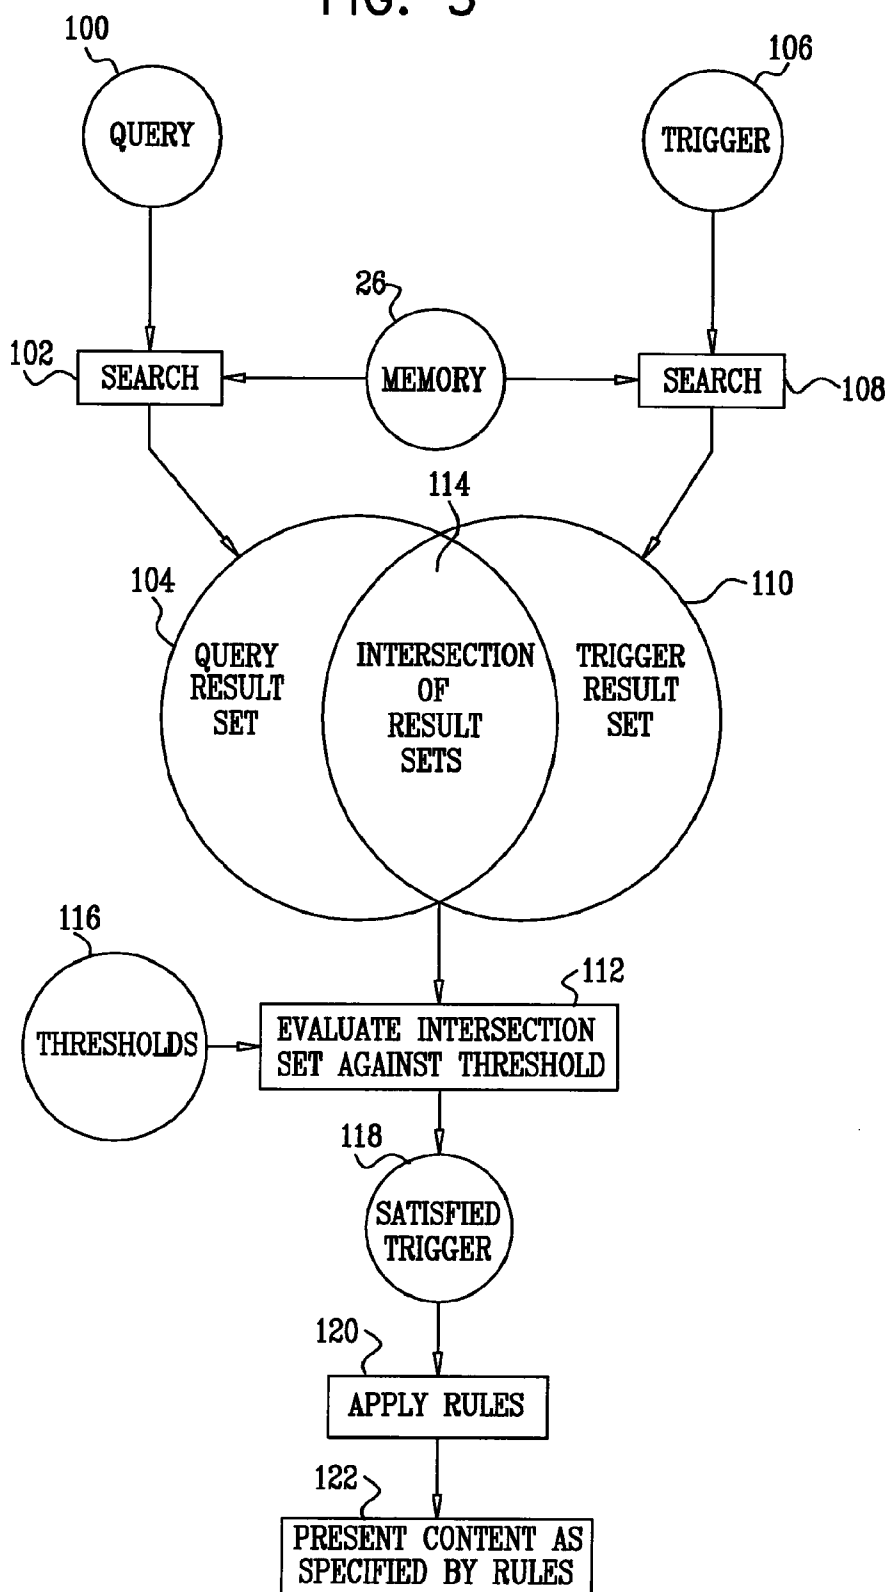 FIG. 3
100
106
QUERY
TRIGGER
26
102
SEARCH
MEMORY
SEARCH
108
114
104
110
QUERY
RESULT
SET
INTERSECTION
OF
RESULT
SETS
TRIGGER
RESULT
SET
116
112
THRESHOLDS
EVALUATE INTERSECTION
SET AGAINST THRESHOLD
118
SATISFIED
TRIGGER
120
APPLY RULES
122
PRESENT CONTENT AS
SPECIFIED BY RULES